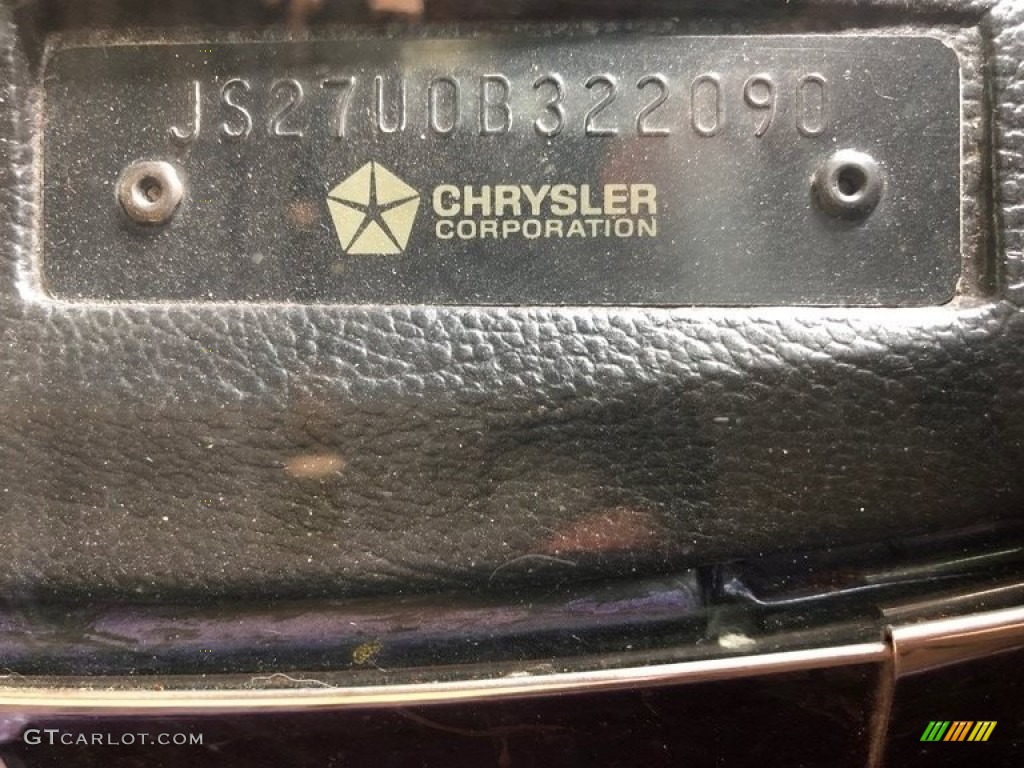 JS27U0B322090
CHRYSLER
CORPORATION
GTCARLOT.COM